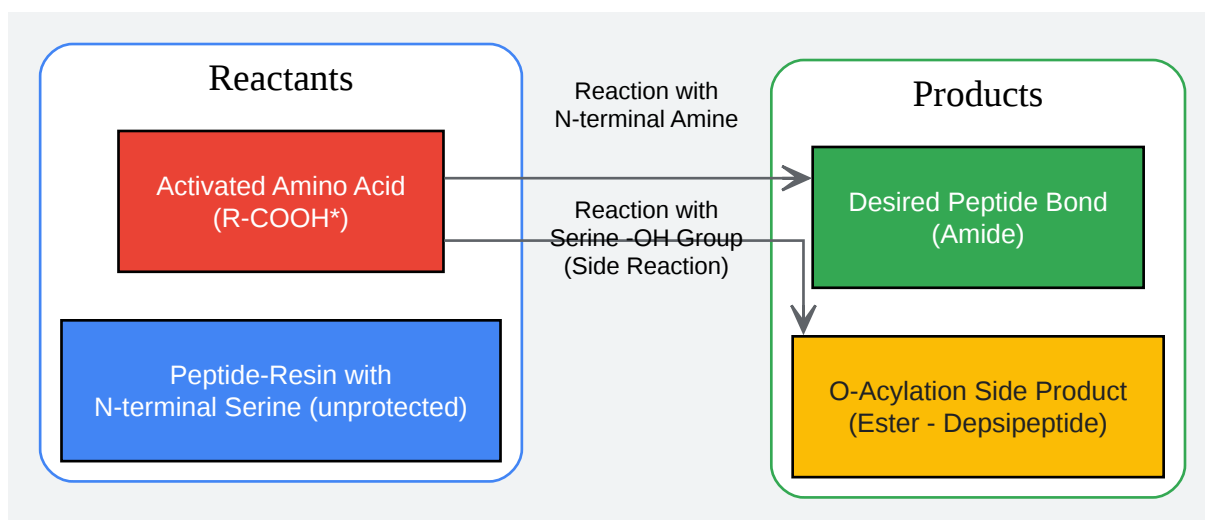 Reactants
Activated Amino Acid
(R-COOH*)
Peptide-Resin with
N-terminal Serine (unprotected)
Reaction with
N-terminal Amine
Reaction with
Serine -OH Group
(Side Reaction)
Products
Desired Peptide Bond
(Amide)
O-Acylation Side Product
(Ester - Depsipeptide)